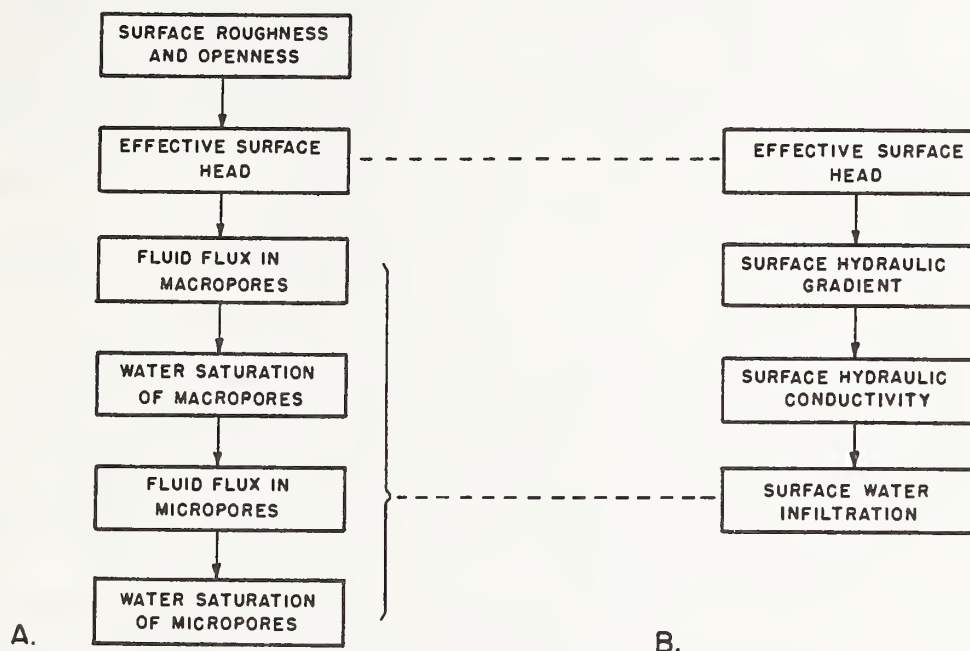 SURFACE ROUGHNESS
AND OPENNESS
EFFECTIVE SURFACE
HEAD
FLUID FLUX IN
MACROPORES
WATER SATURATION
OF MACROPORES
FLUID FLUX IN
MICROPORES
WATER SATURATION
OF MICROPORES
A.
EFFECTIVE SURFACE
HEAD
SURFACE HYDRAULIC
GRADIENT
SURFACE HYDRAULIC
CONDUCTIVITY
SURFACE WATER
INFILTRATION
B.